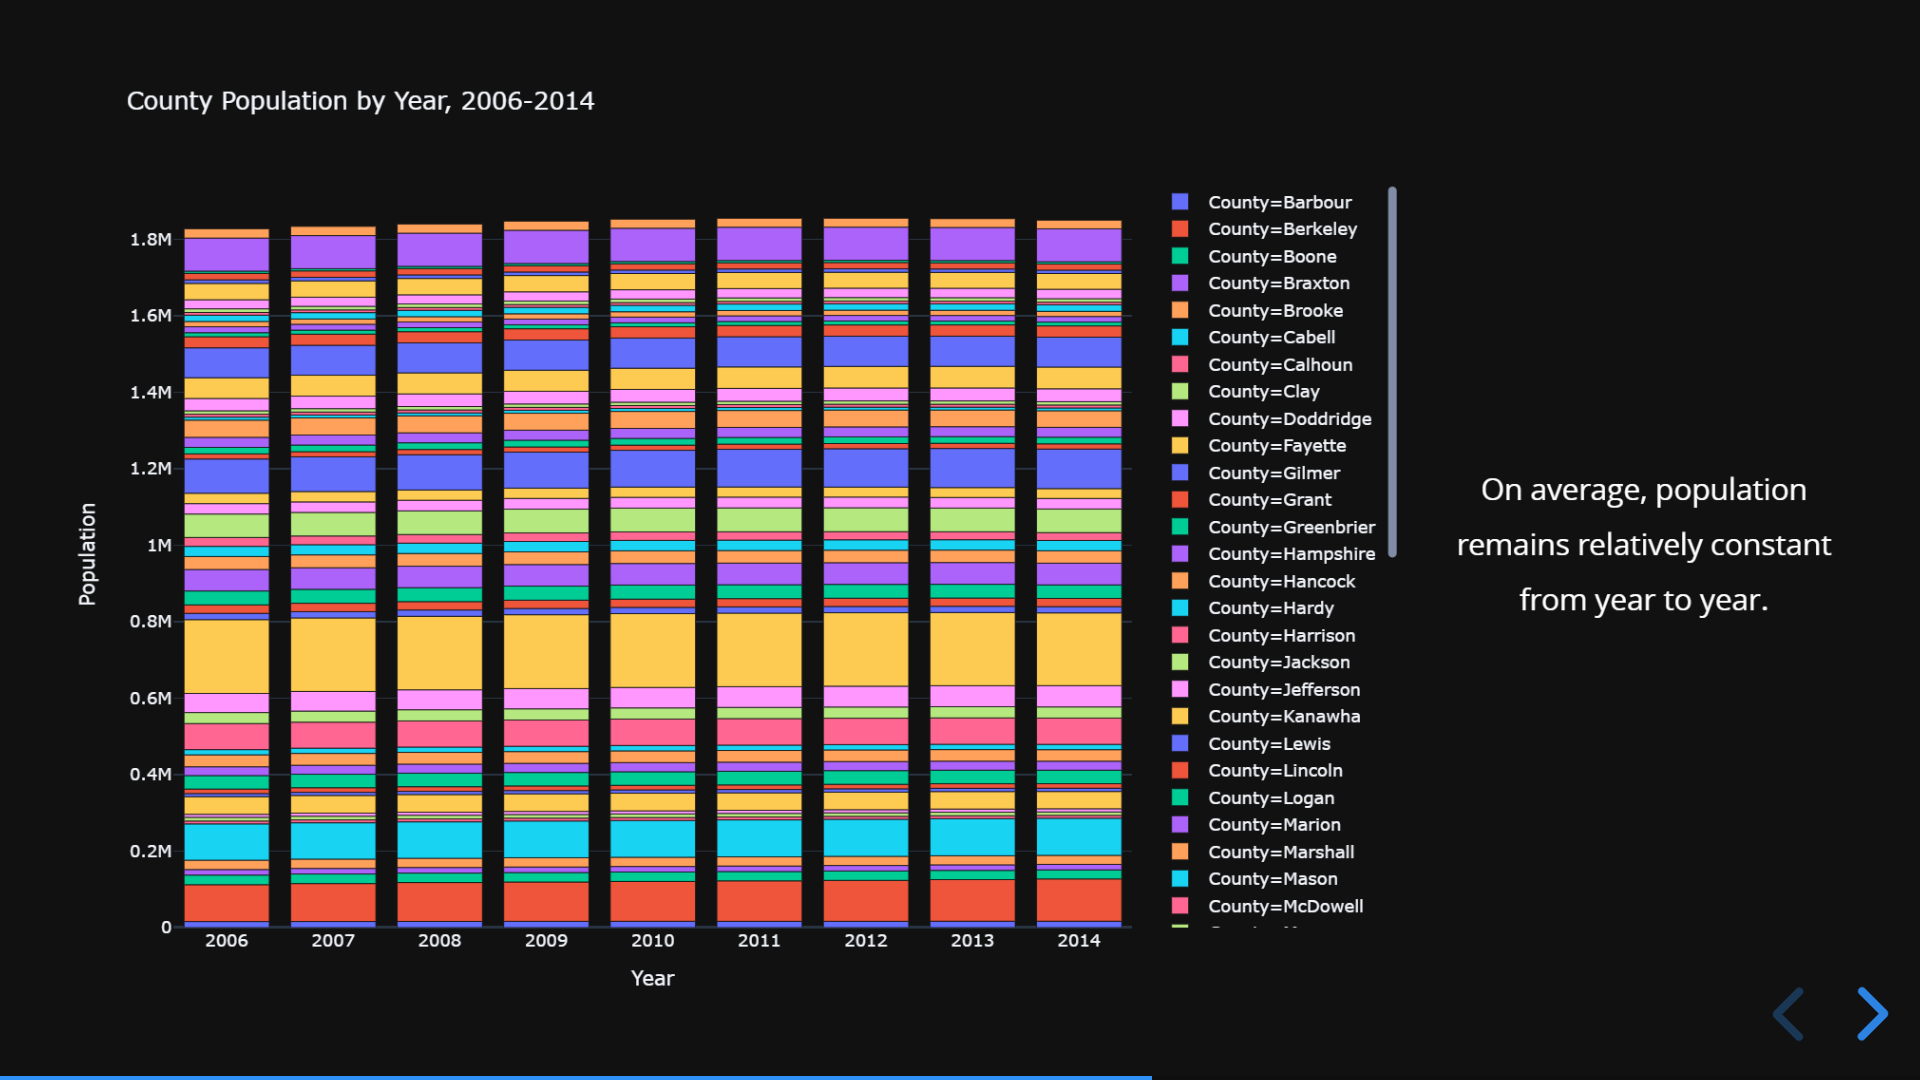 County Population by Year, 2006-2014
1.8M
1.6M
1.4M
1.2M
1M
0.8M
0.6M
0.4M
0.2M
0
Population
2006 2007 2008 2009 2010 2011 2012 2013 2014
Year
County=Barbour
County=Berkeley
County=Boone
County=Braxton
County=Brooke
County=Cabell
County=Calhoun
County=Clay
County=Doddridge
County=Fayette
County=Gilmer
County=Grant
County=Greenbrier
County=Hampshire
County=Hancock
County=Hardy
County=Harrison
County=Jackson
County=Jefferson
County=Kanawha
County=Lewis
County=Lincoln
County=Logan
County=Marion
County=Marshall
County=Mason
County=McDowell
On average, population
remains relatively constant
from year to year.